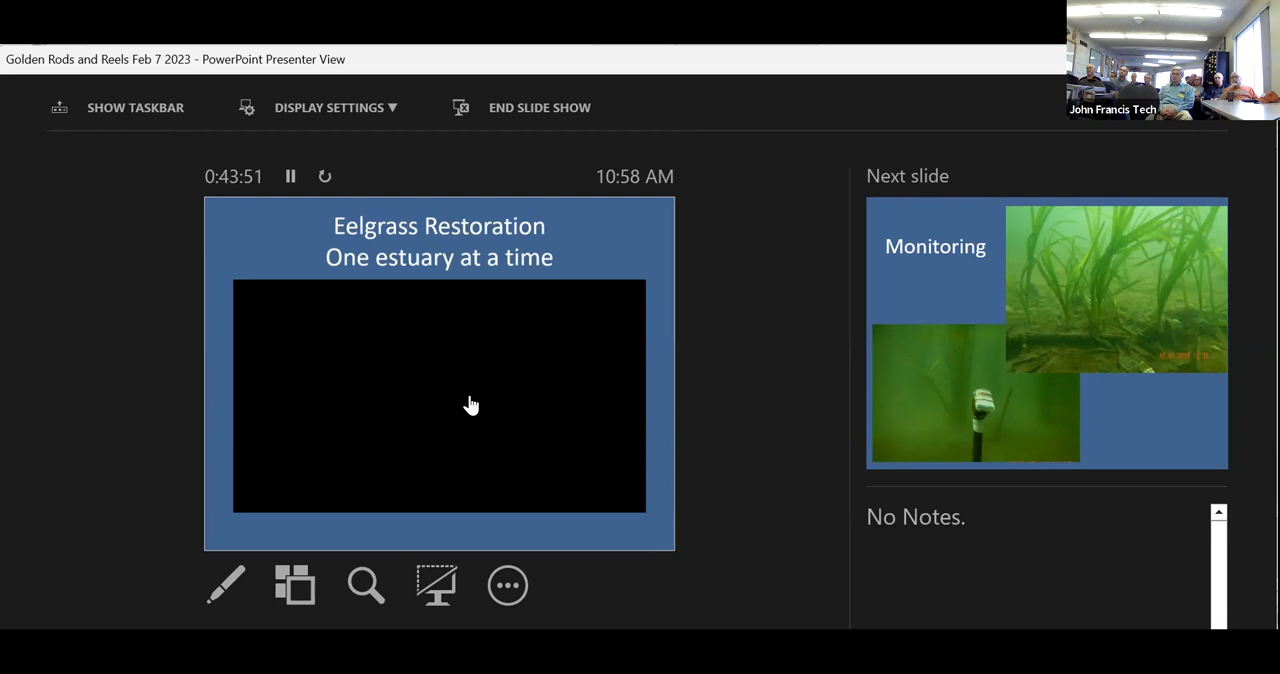 Golden Rods and Reels Feb 7 2023 - PowerPoint Presenter View
John Francis Tech
SHOW TASKBAR
DISPLAY SETTINGS ▼
END SLIDE SHOW
0:43:51
10:58 AM
Eelgrass Restoration
One estuary at a time
Next slide
Monitoring
No Notes.